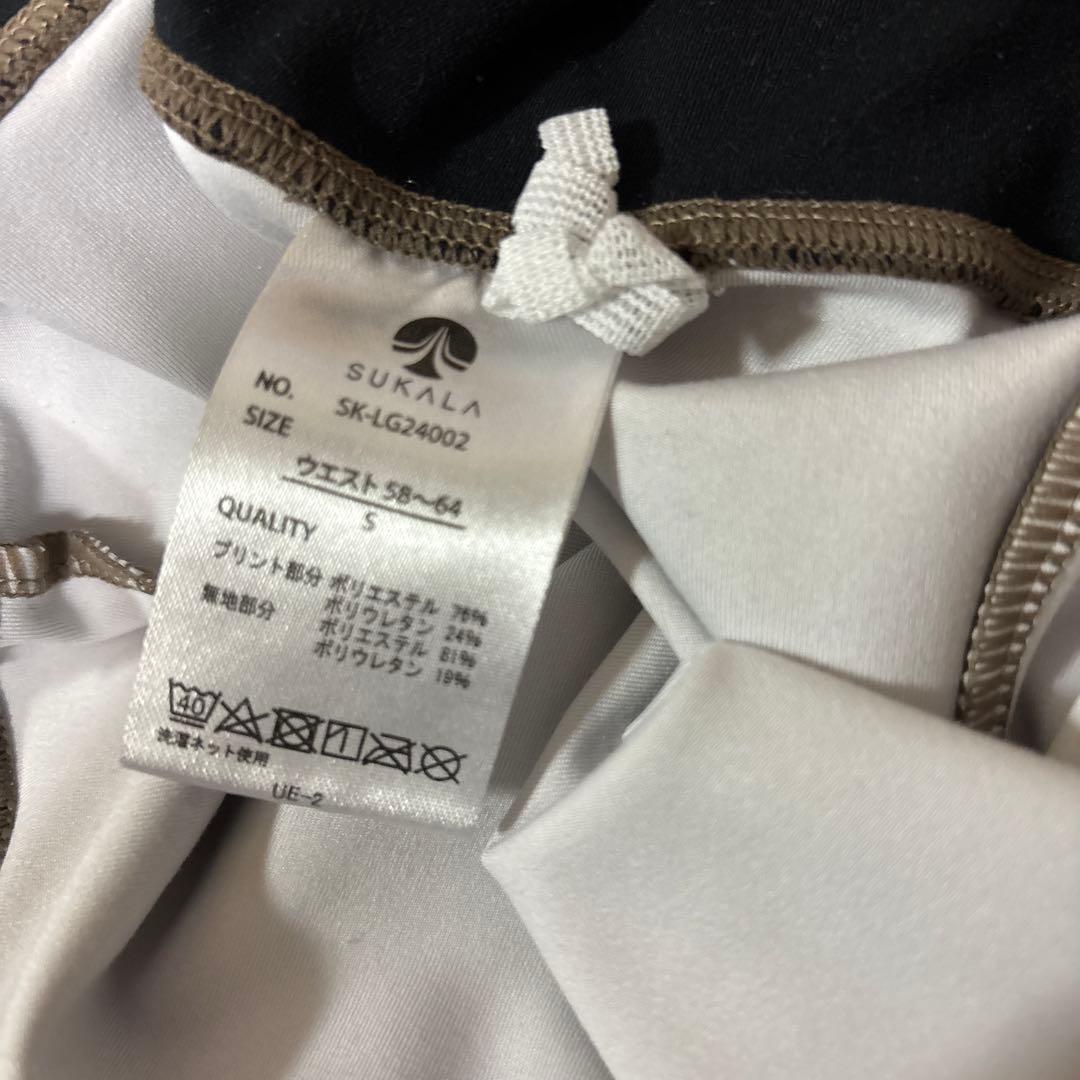 SUKALA
NO. SK-LG24002
SIZE
ウエスト 58〜64
S
QUALITY
プリント部分 ポリエステル 76%
ポリウレタン 24%
無地部分 ポリエステル 81%
ポリウレタン 19%
40
洗濯ネット使用
UE-2